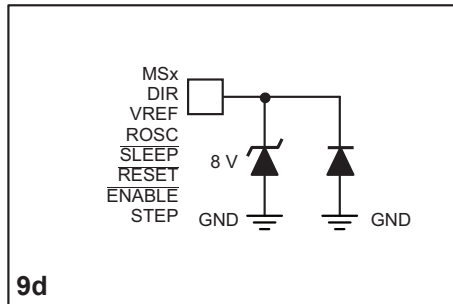 MSx
DIR
VREF
ROSC
SLEEP
RESET
ENABLE
STEP
8 V
GND
GND
9d